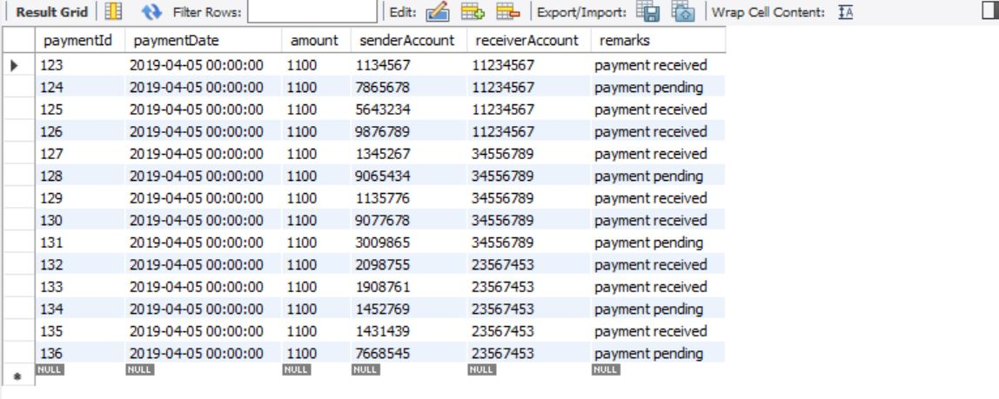 Result Grid Filter Rows: Edit: Export/Import: Wrap Cell Content: IA
paymentId paymentDate amount senderAccount receiverAccount remarks
123 2019-04-05 00:00:00 1100 1134567 11234567 payment received
124 2019-04-05 00:00:00 1100 7865678 11234567 payment pending
125 2019-04-05 00:00:00 1100 5643234 11234567 payment received
126 2019-04-05 00:00:00 1100 9876789 11234567 payment received
127 2019-04-05 00:00:00 1100 1345267 34556789 payment received
128 2019-04-05 00:00:00 1100 9065434 34556789 payment pending
129 2019-04-05 00:00:00 1100 1135776 34556789 payment received
130 2019-04-05 00:00:00 1100 9077678 34556789 payment received
131 2019-04-05 00:00:00 1100 3009865 34556789 payment pending
132 2019-04-05 00:00:00 1100 2098755 23567453 payment received
133 2019-04-05 00:00:00 1100 1908761 23567453 payment received
134 2019-04-05 00:00:00 1100 1452769 23567453 payment pending
135 2019-04-05 00:00:00 1100 1431439 23567453 payment received
136 2019-04-05 00:00:00 1100 7668545 23567453 payment pending
NULL NULL NULL NULL NULL NULL